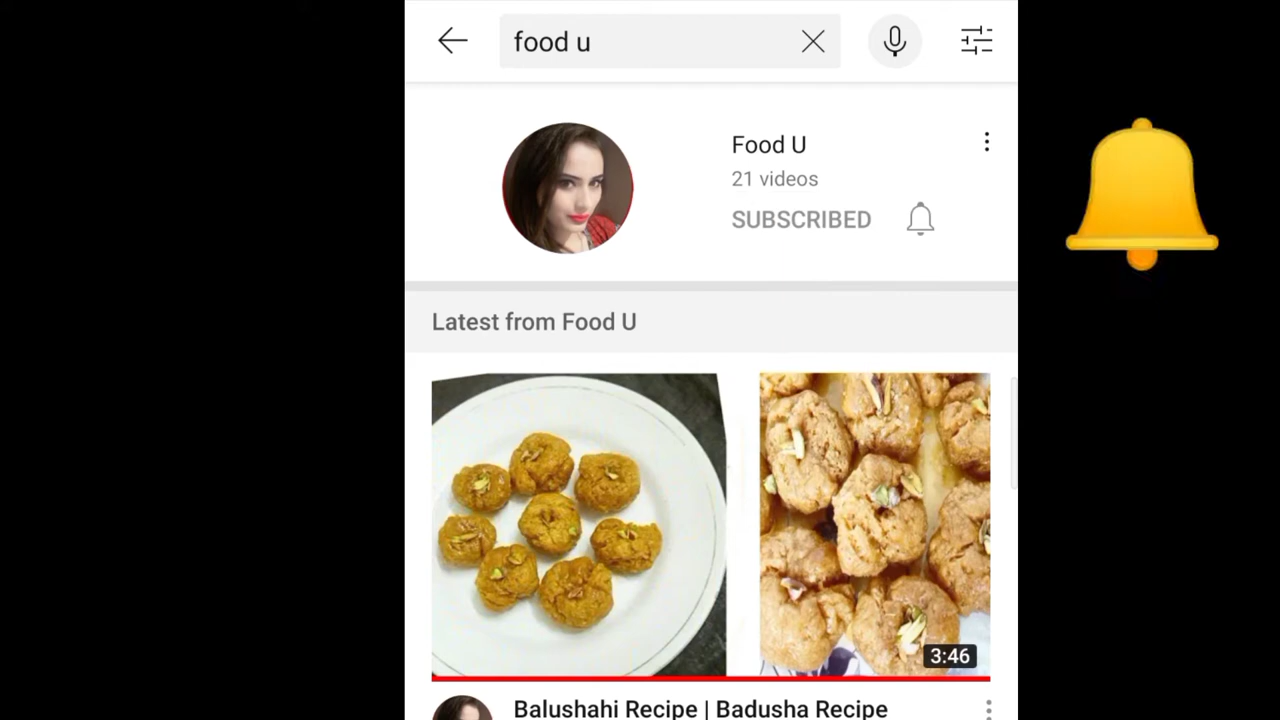 food u
Food U
21 videos
SUBSCRIBED
Latest from Food U
3:46
Balushahi Recipe | Badusha Recipe